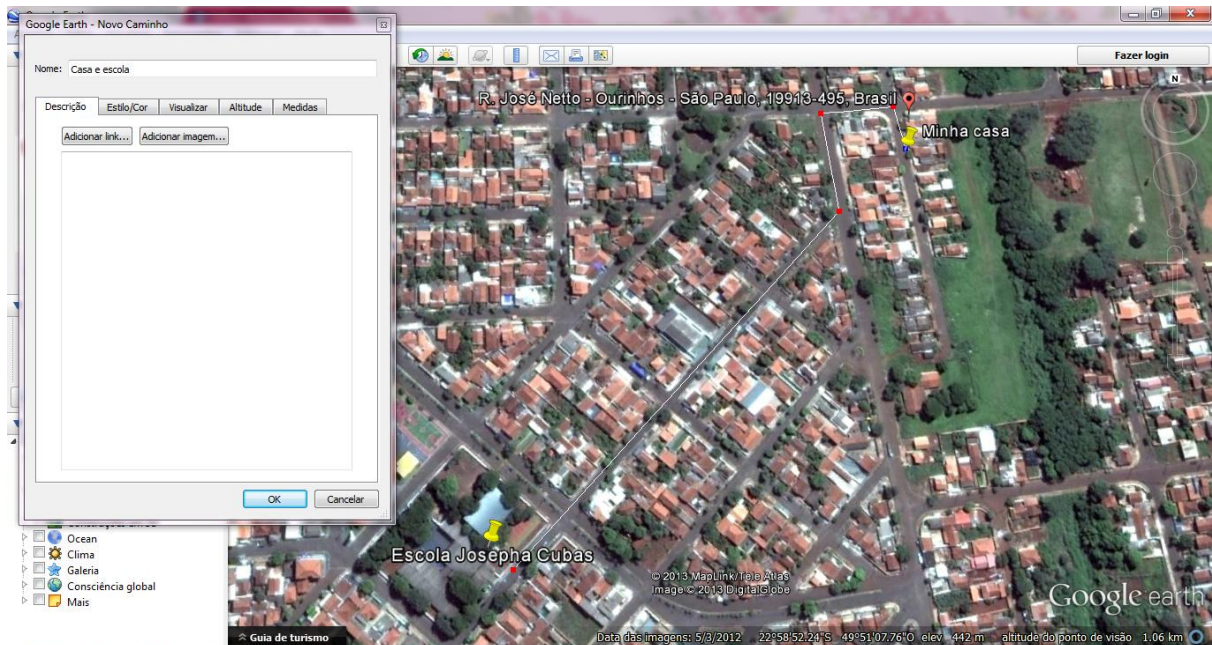 Google Earth - Novo Caminho
Nome: Casa e escola
Descrição Estilo/Cor Visualizar Altitude Medidas
Adicionar link... Adicionar imagem...
OK Cancelar
Fazer login
N
R. José Netto - Ourinhos - São Paulo, 19913-495, Brasil
Minha casa
Escola Josepha Cubas
Ocean
Clima
Galeria
Consciência global
Mais
© 2013 MapLink/Tele Atlas
Image © 2013 DigitalGlobe
Google earth
Guia de turismo
Data das imagens: 5/3/2012 22°58'52.24"S 49°51'07.76"O elev 442 m altitude do ponto de visão 1.06 km